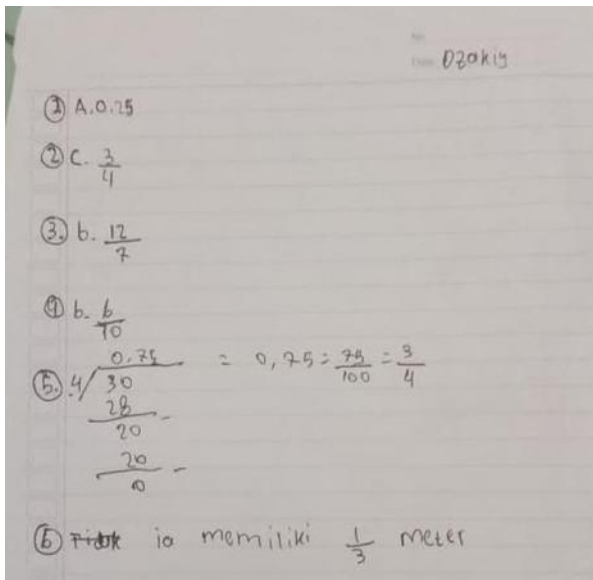 Dzakiy
① A. 0.25
② C. 3/4
③. b. 12/7
④ b. 6/10
0.75 = 0,75 = 75/100 = 3/4
⑤. 4/30
28 -
20
20 -
0
⑥ Tidak ia memiliki 1/3 meter